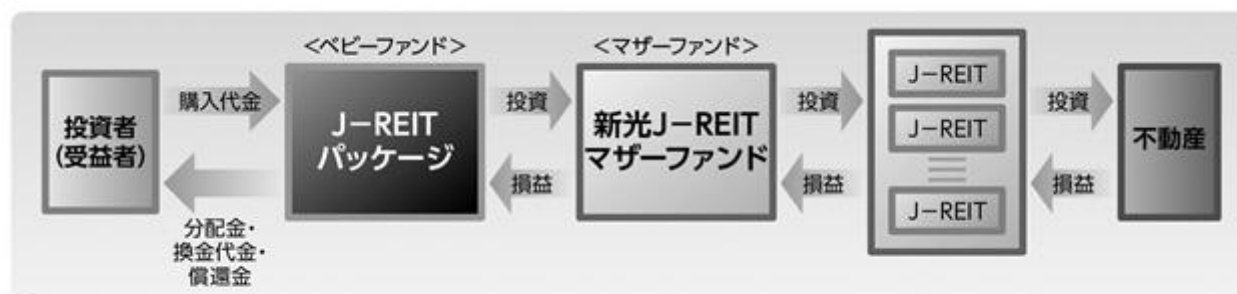 <ベビーファンド>
<マザーファンド>
投資者
(受益者)
購入代金
分配金・
換金代金・
償還金
J-REIT
パッケージ
投資
損益
新光J-REIT
マザーファンド
投資
損益
J-REIT
J-REIT
J-REIT
投資
損益
不動産